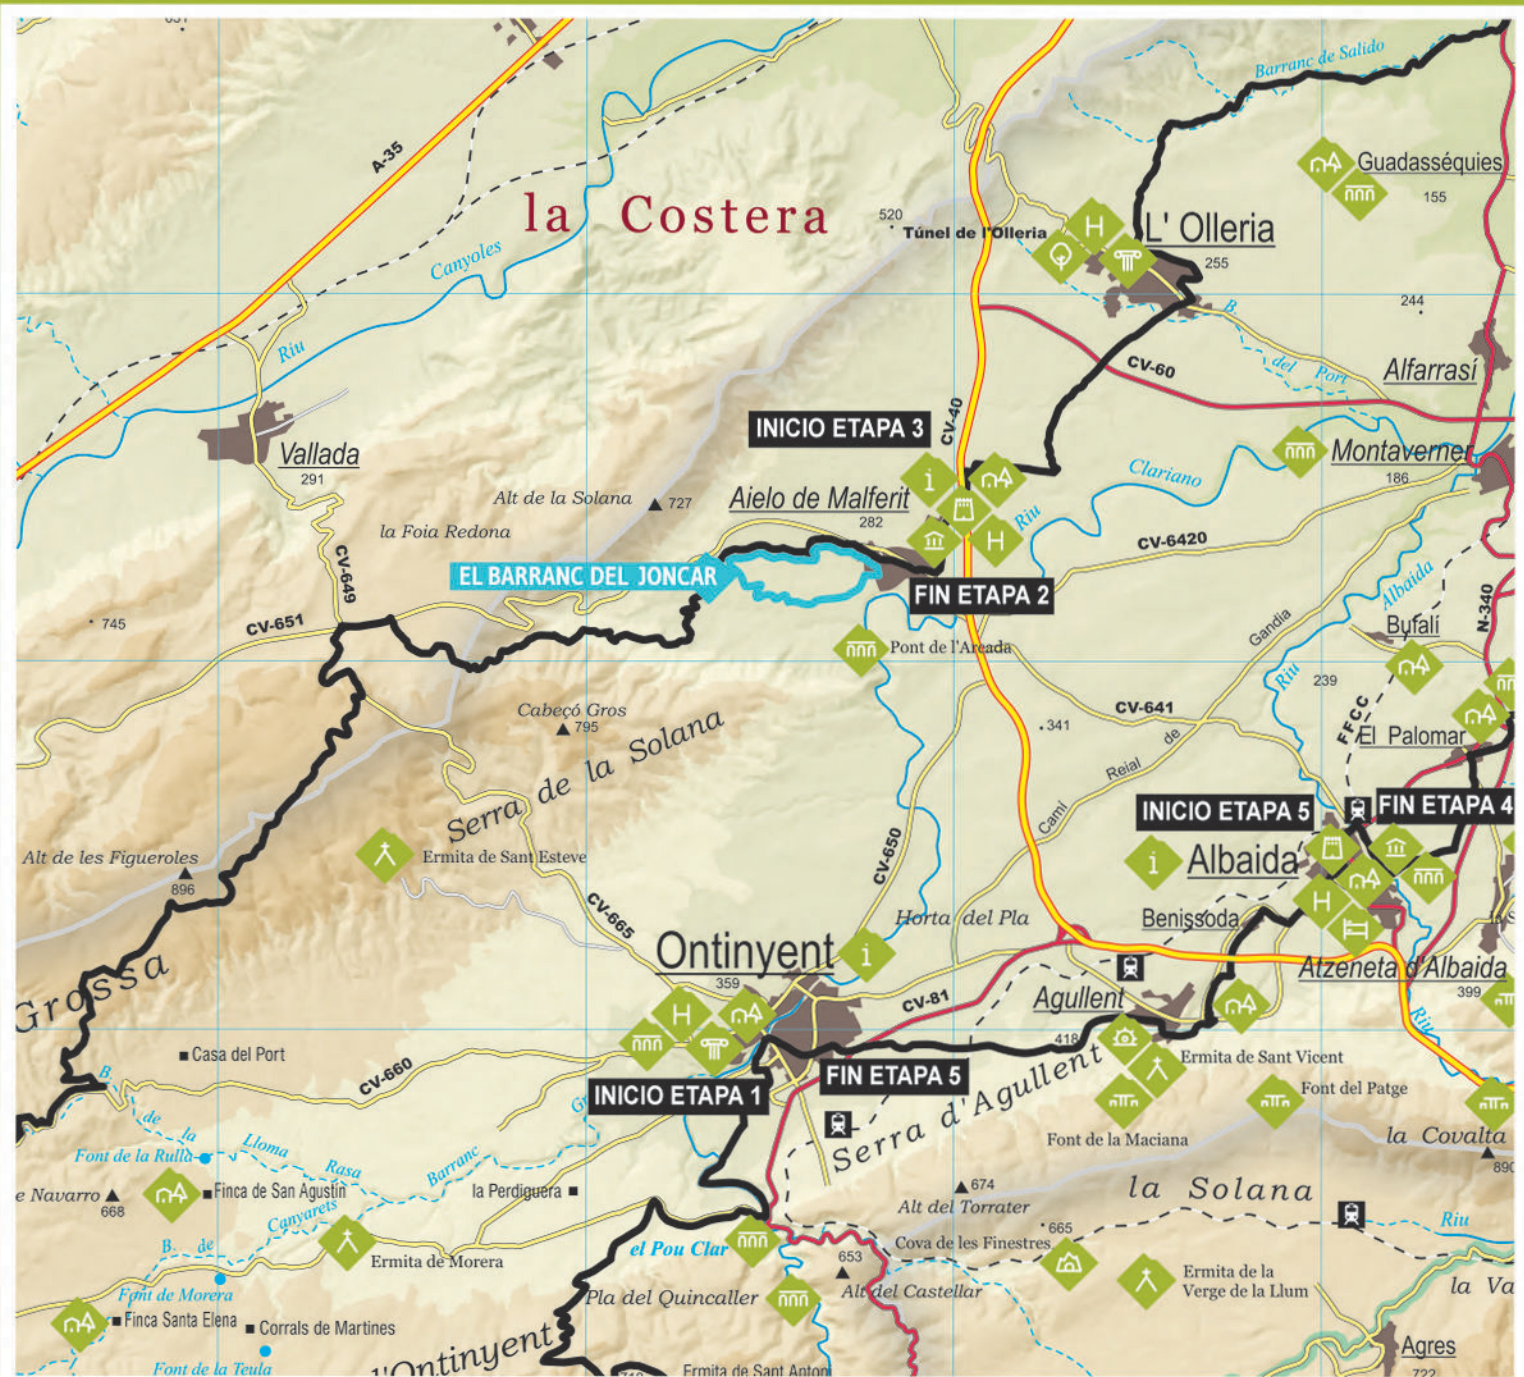 Barranc de Salido
A-35
Guadasséquies
155
la Costera
520
Túnel de l'Olleria
H
L' Olleria
255
Canyoles
Riu
244
B.
del Port
CV-60
Alfarrasí
INICIO ETAPA 3
CV-40
Vallada
291
Montaverner
186
Clariano
Alt de la Solana
727
Aielo de Malferit
282
i
H
Riu
la Foia Redona
CV-649
CV-6420
EL BARRANC DEL JONCAR
FIN ETAPA 2
Albaida
N-340
745
CV-651
Gandia
Bufalí
Pont de l'Arcada
Riu
239
Cabeçó Gros
795
CV-641
341
de
FFCC
El Palomar
Serra de la Solana
Reial
Camí
INICIO ETAPA 5
FIN ETAPA 4
Alt de les Figueroles
896
Ermita de Sant Esteve
CV-650
i
Albaida
H
CV-665
Horta del Pla
Benissoda
Ontinyent
359
i
Atzeneta d'Albaida
399
Grossa
CV-81
Agullent
418
Riu
H
Casa del Port
CV-660
Ermita de Sant Vicent
B.
de
la
INICIO ETAPA 1
FIN ETAPA 5
Font del Patge
Serra d'Agullent
Font de la Maciana
la Covalta
890
Font de la Rulla
Lloma
Rasa
Barranc
e Navarro
668
Finca de San Agustín
la Perdiguera
674
Alt del Torrater
la Solana
Canyarets
B. de
665
Riu
Ermita de Morera
el Pou Clar
653
Cova de les Finestres
Font de Morera
Pla del Quincaller
Alt del Castellar
Ermita de la
Verge de la Llum
la Va
Finca Santa Elena
Corrals de Martines
l'Ontinyent
Agres
722
Font de la Teula
Ermita de Sant Antoni